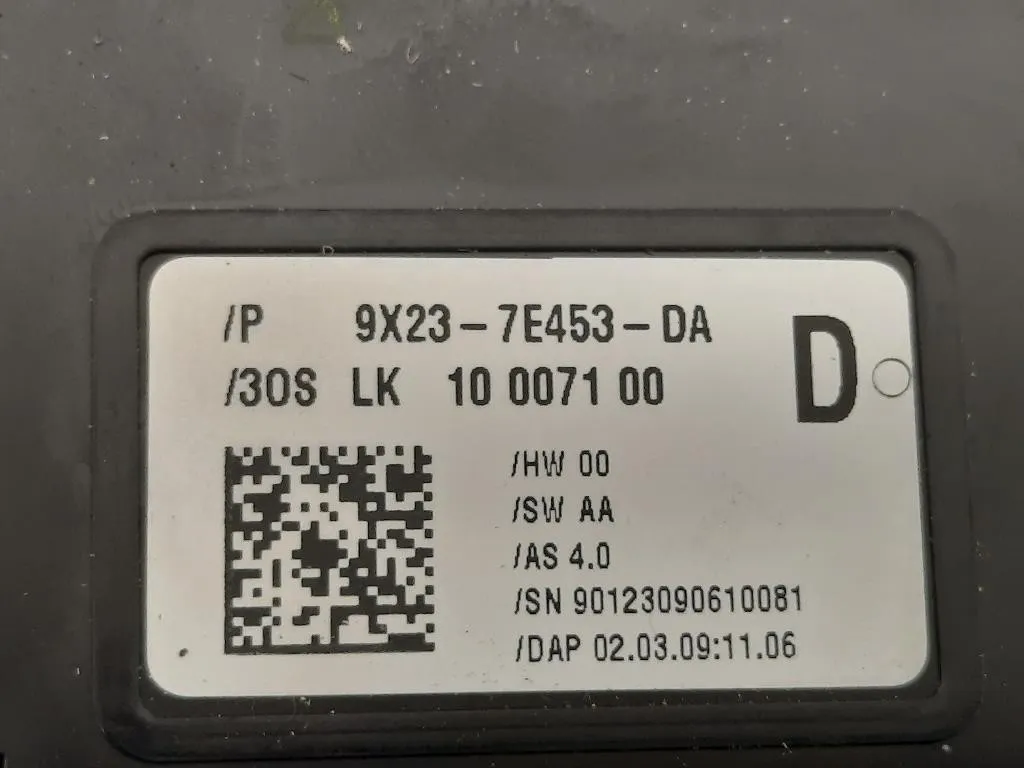 /P 9X23-7E453-DA
D
/30S LK 10 0071 00
/HW 00
/SW AA
/AS 4.0
/SN 90123090610081
/DAP 02.03.09:11.06